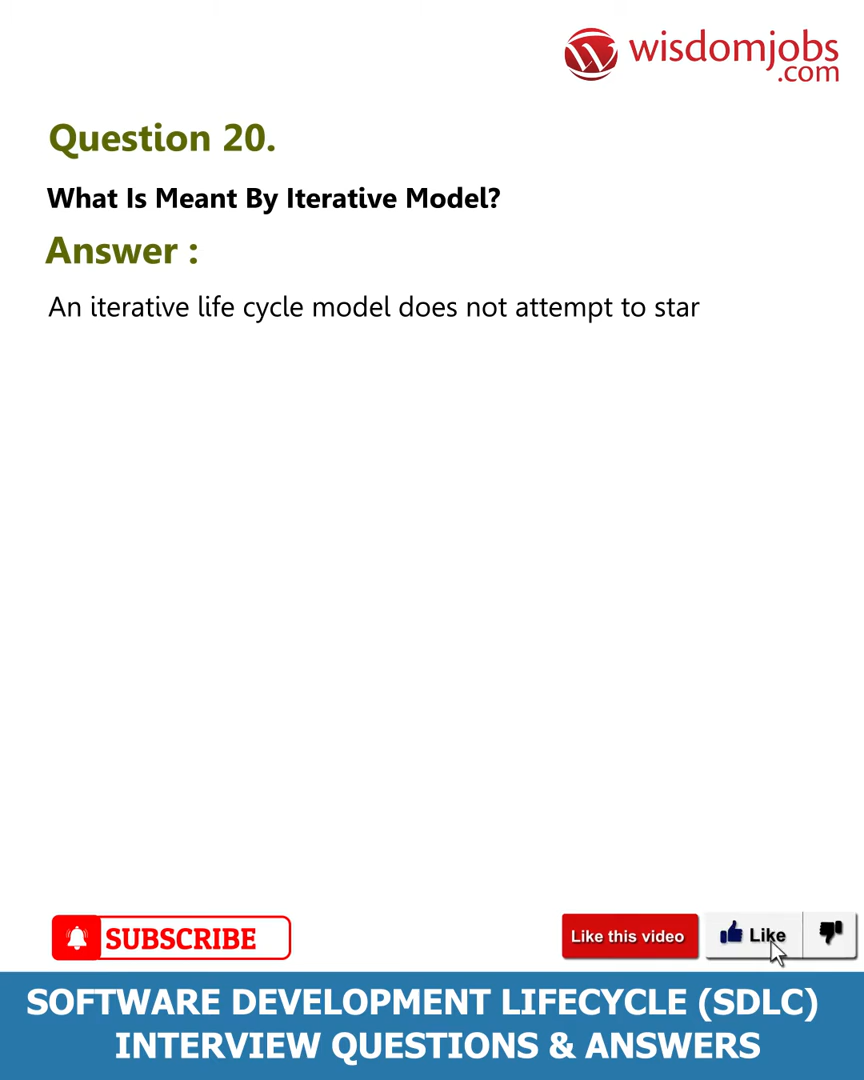 wisdomjobs
.com
Question 20.
What Is Meant By Iterative Model?
Answer :
An iterative life cycle model does not attempt to star
SUBSCRIBE
Like this video
Like
SOFTWARE DEVELOPMENT LIFECYCLE (SDLC)
INTERVIEW QUESTIONS & ANSWERS